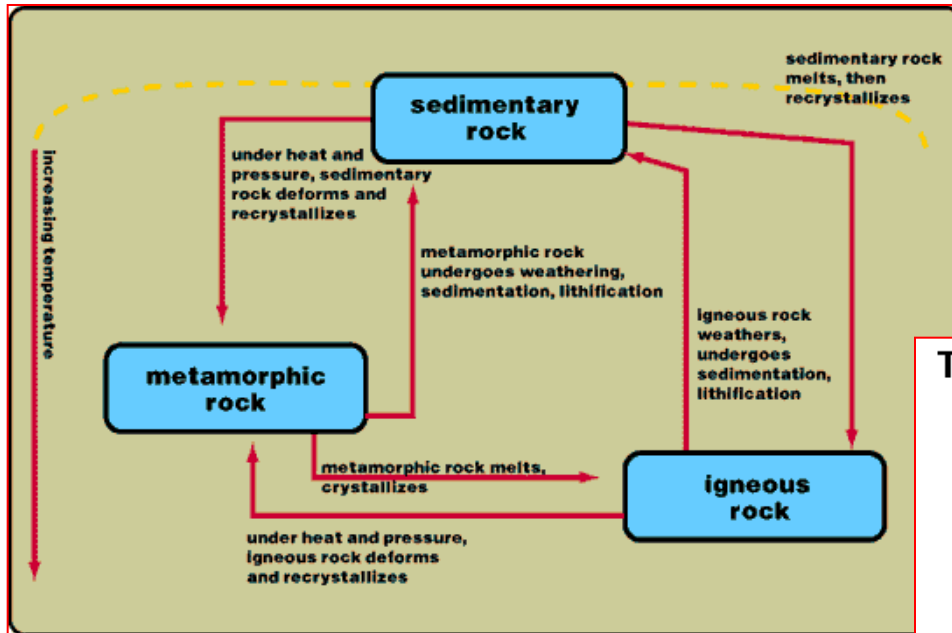 sedimentary rock
melts, then
recrystallizes
sedimentary
rock
increasing temperature
under heat and
pressure, sedimentary
rock deforms and
recrystallizes
metamorphic rock
undergoes weathering,
sedimentation, lithification
igneous rock
weathers,
undergoes
sedimentation,
lithification
metamorphic
rock
metamorphic rock melts,
crystallizes
igneous
rock
under heat and pressure,
igneous rock deforms
and recrystallizes
T